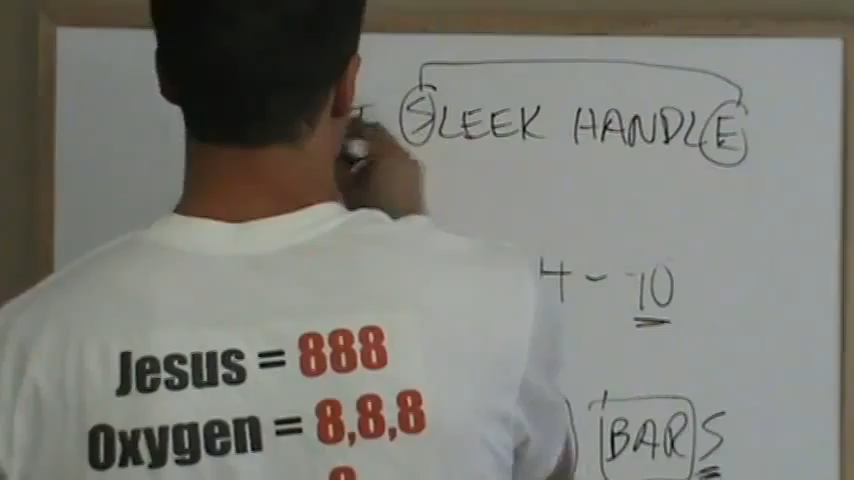 SLEEK HANDLE
4 - 10
BARS
Jesus = 888
Oxygen = 8,8,8